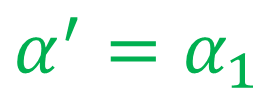 α′ = α₁